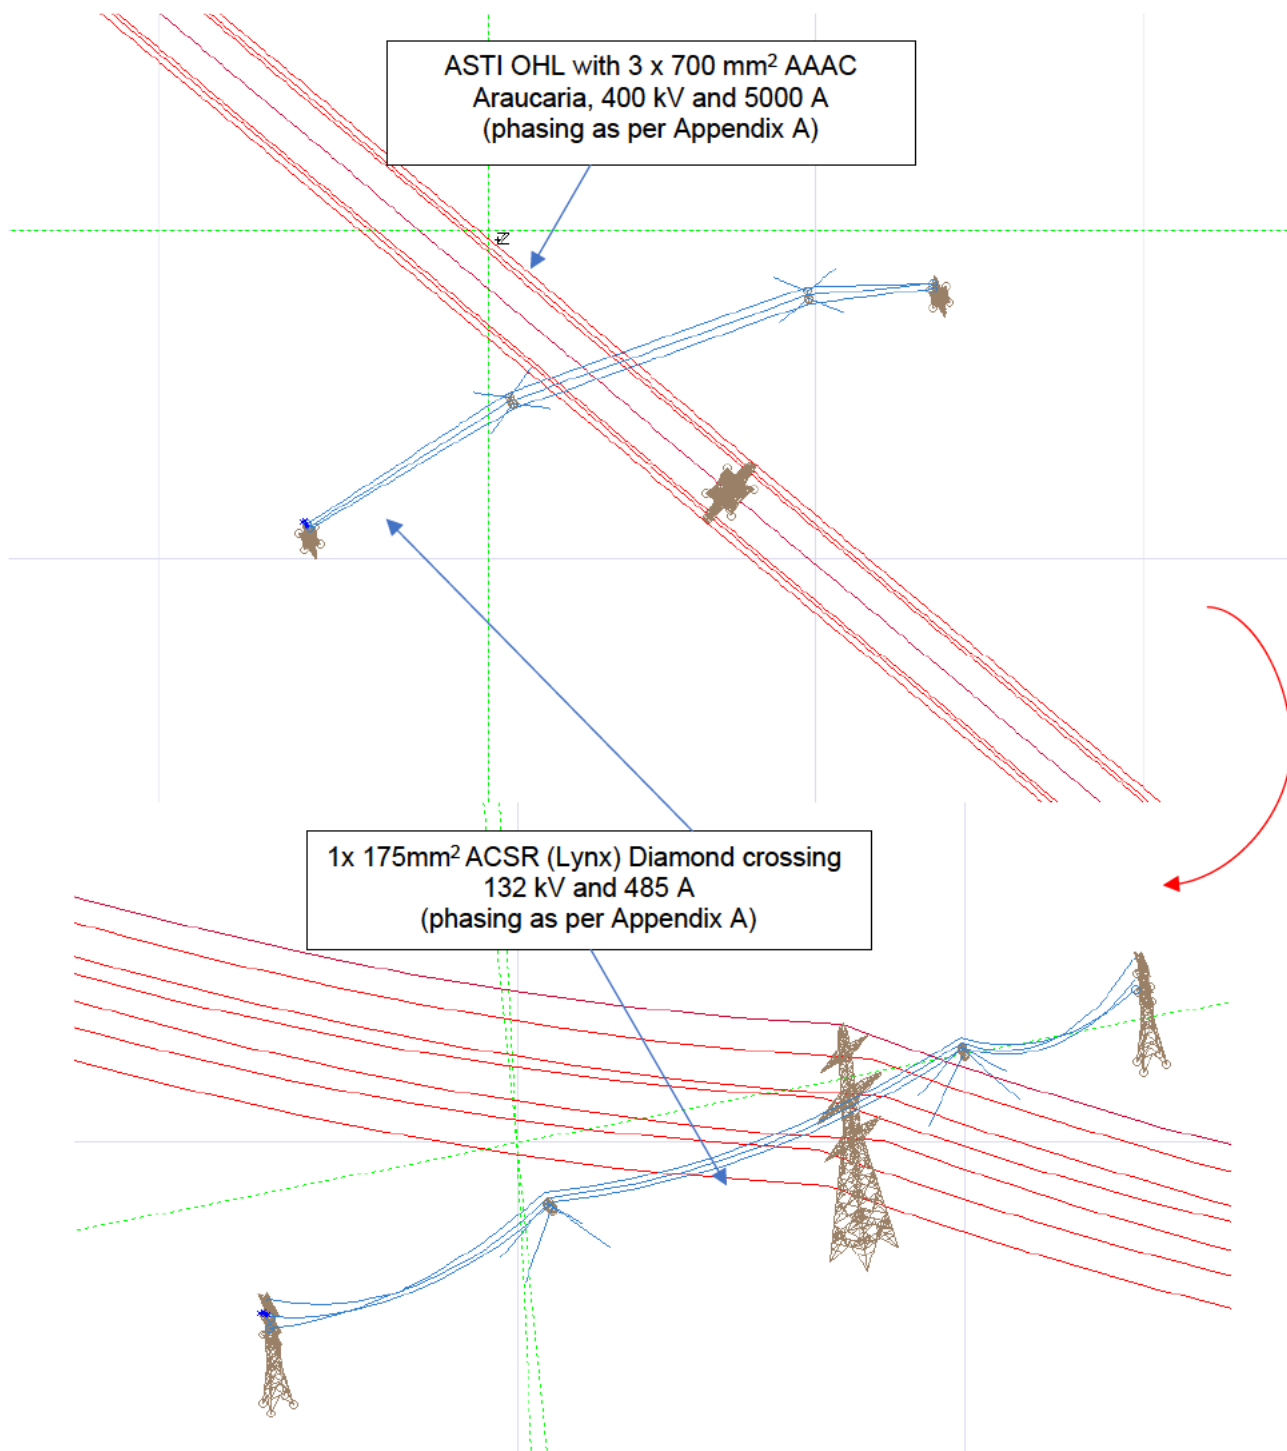 ASTI OHL with 3 x 700 mm² AAAC
Araucaria, 400 kV and 5000 A
(phasing as per Appendix A)
1x 175mm² ACSR (Lynx) Diamond crossing
132 kV and 485 A
(phasing as per Appendix A)